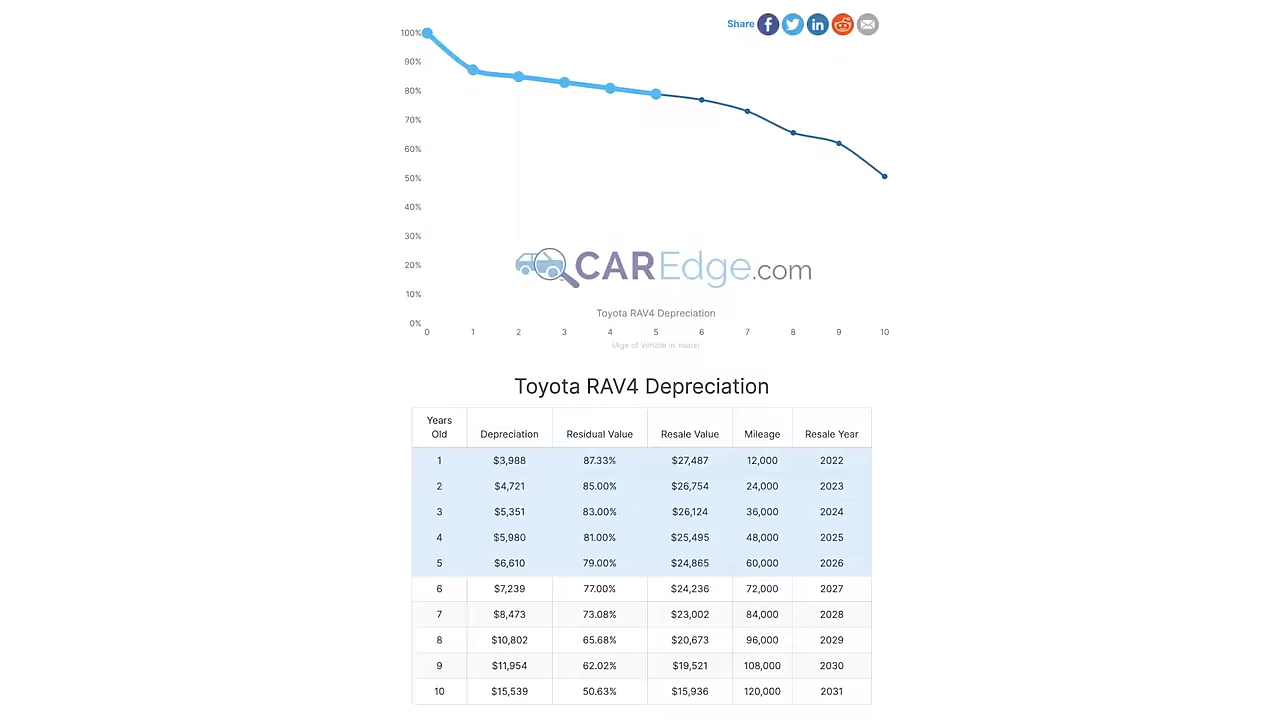 Share
100%
90%
80%
70%
60%
50%
40%
30%
20%
10%
0%
CAREdge.com
Toyota RAV4 Depreciation
0 1 2 3 4 5 6 7 8 9 10
(Age of Vehicle in Years)
Toyota RAV4 Depreciation
Years Old Depreciation Residual Value Resale Value Mileage Resale Year
1 $3,988 87.33% $27,487 12,000 2022
2 $4,721 85.00% $26,754 24,000 2023
3 $5,351 83.00% $26,124 36,000 2024
4 $5,980 81.00% $25,495 48,000 2025
5 $6,610 79.00% $24,865 60,000 2026
6 $7,239 77.00% $24,236 72,000 2027
7 $8,473 73.08% $23,002 84,000 2028
8 $10,802 65.68% $20,673 96,000 2029
9 $11,954 62.02% $19,521 108,000 2030
10 $15,539 50.63% $15,936 120,000 2031